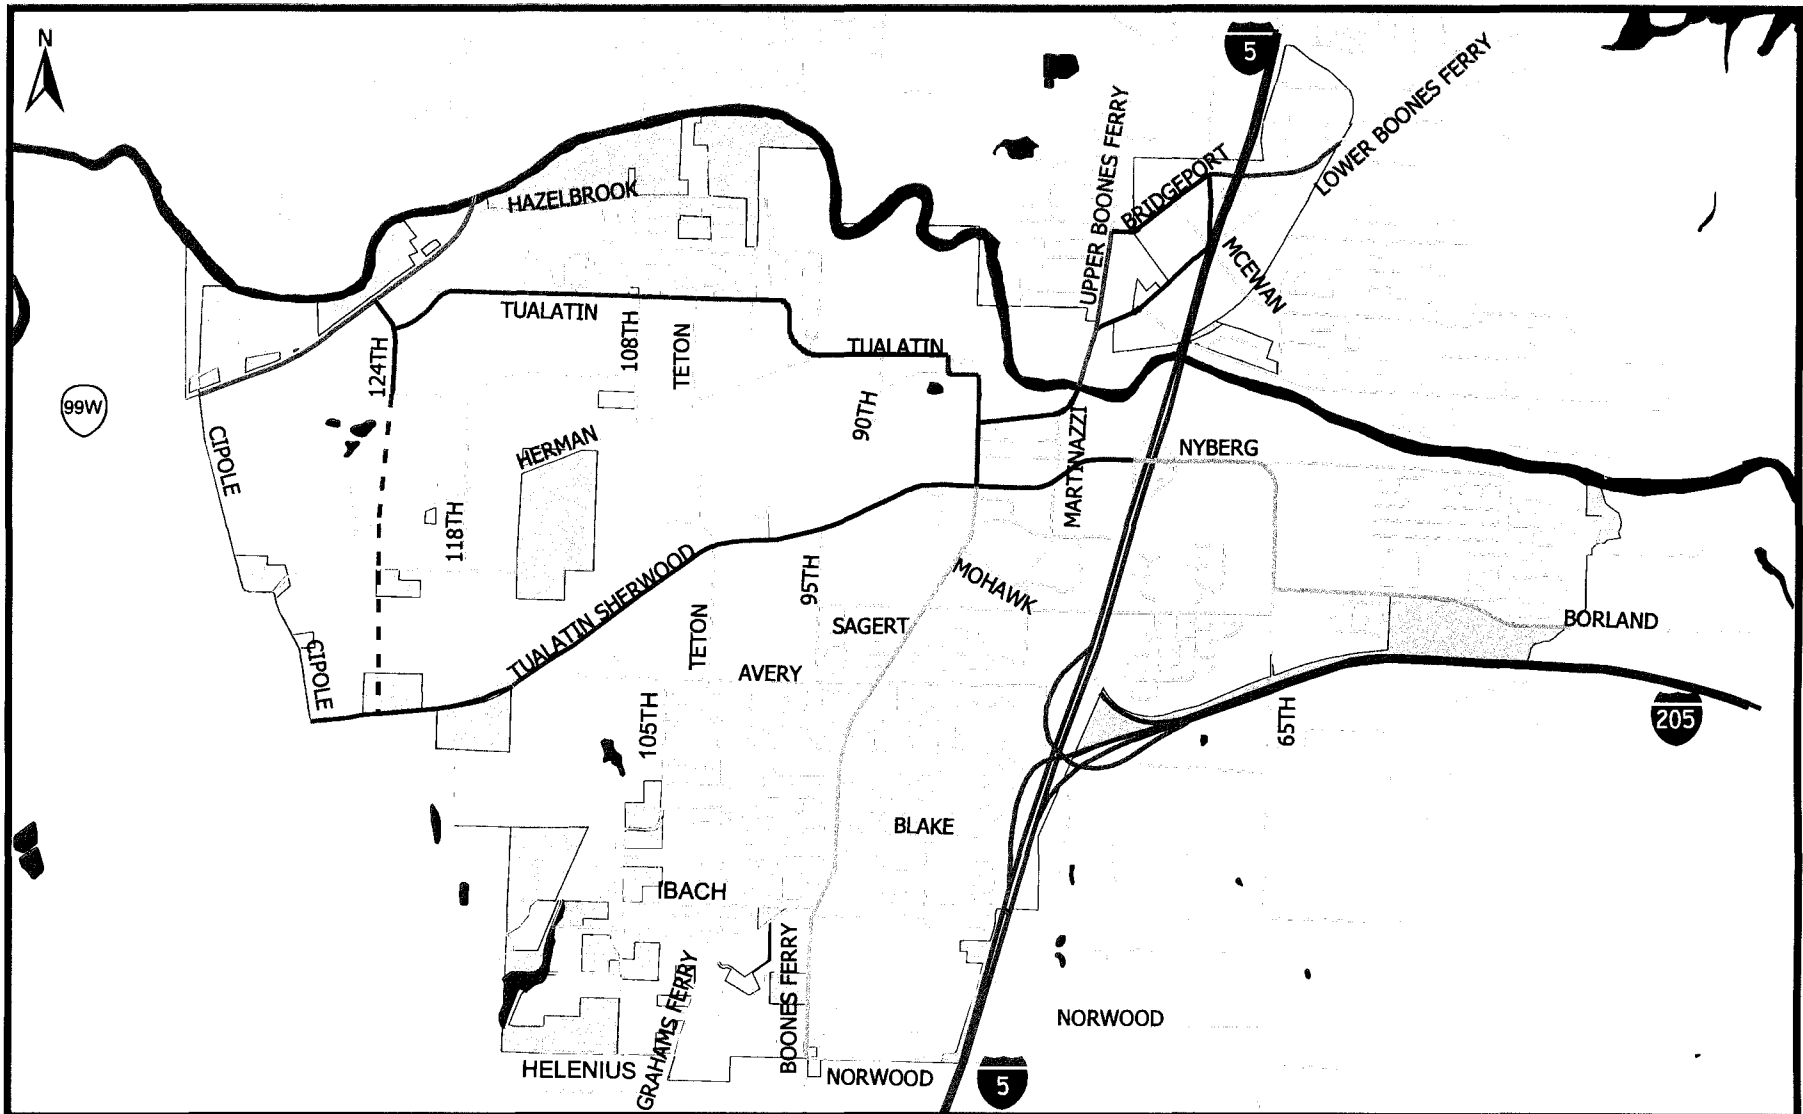 N
5
UPPER BOONES FERRY
LOWER BOONES FERRY
BRIDGEPORT
HAZELBROOK
MCEWAN
TUALATIN
108TH
TETON
124TH
TUALATIN
99W
90TH
CIPOLE
HERMAN
MARTINAZZI
NYBERG
118TH
TUALATIN SHERWOOD
95TH
MOHAWK
TETON
SAGERT
BORLAND
CIPOLE
AVERY
105TH
65TH
205
BLAKE
IBACH
GRAHAMS FERRY
BOONES FERRY
NORWOOD
HELENIUS
NORWOOD
5